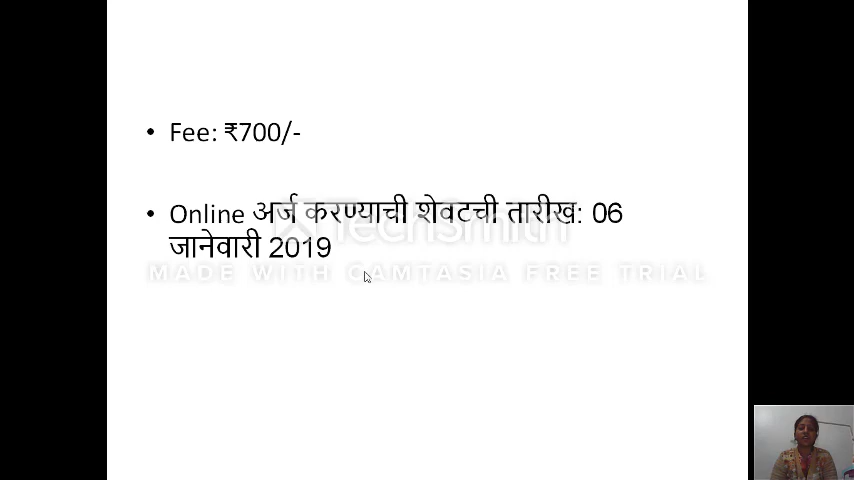 • Fee: ₹700/-
• Online अर्ज करण्याची शेवटची तारीख: 06
जानेवारी 2019
TechSmith
MADE WITH CAMTASIA FREE TRIAL